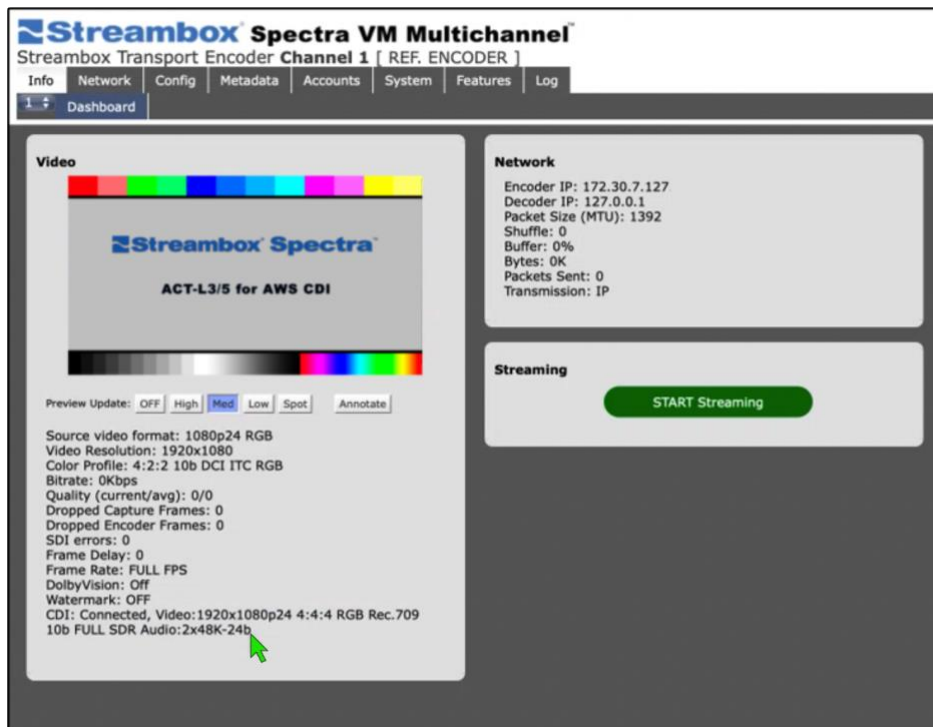 Streambox® Spectra VM Multichannel™
Streambox Transport Encoder Channel 1 [ REF. ENCODER ]
Info Network Config Metadata Accounts System Features Log
1 Dashboard
Video
Streambox® Spectra™
ACT-L3/5 for AWS CDI
Preview Update: OFF High Med Low Spot Annotate
Source video format: 1080p24 RGB
Video Resolution: 1920x1080
Color Profile: 4:2:2 10b DCI ITC RGB
Bitrate: 0Kbps
Quality (current/avg): 0/0
Dropped Capture Frames: 0
Dropped Encoder Frames: 0
SDI errors: 0
Frame Delay: 0
Frame Rate: FULL FPS
DolbyVision: Off
Watermark: OFF
CDI: Connected, Video:1920x1080p24 4:4:4 RGB Rec.709
10b FULL SDR Audio:2x48K-24b
Network
Encoder IP: 172.30.7.127
Decoder IP: 127.0.0.1
Packet Size (MTU): 1392
Shuffle: 0
Buffer: 0%
Bytes: 0K
Packets Sent: 0
Transmission: IP
Streaming
START Streaming